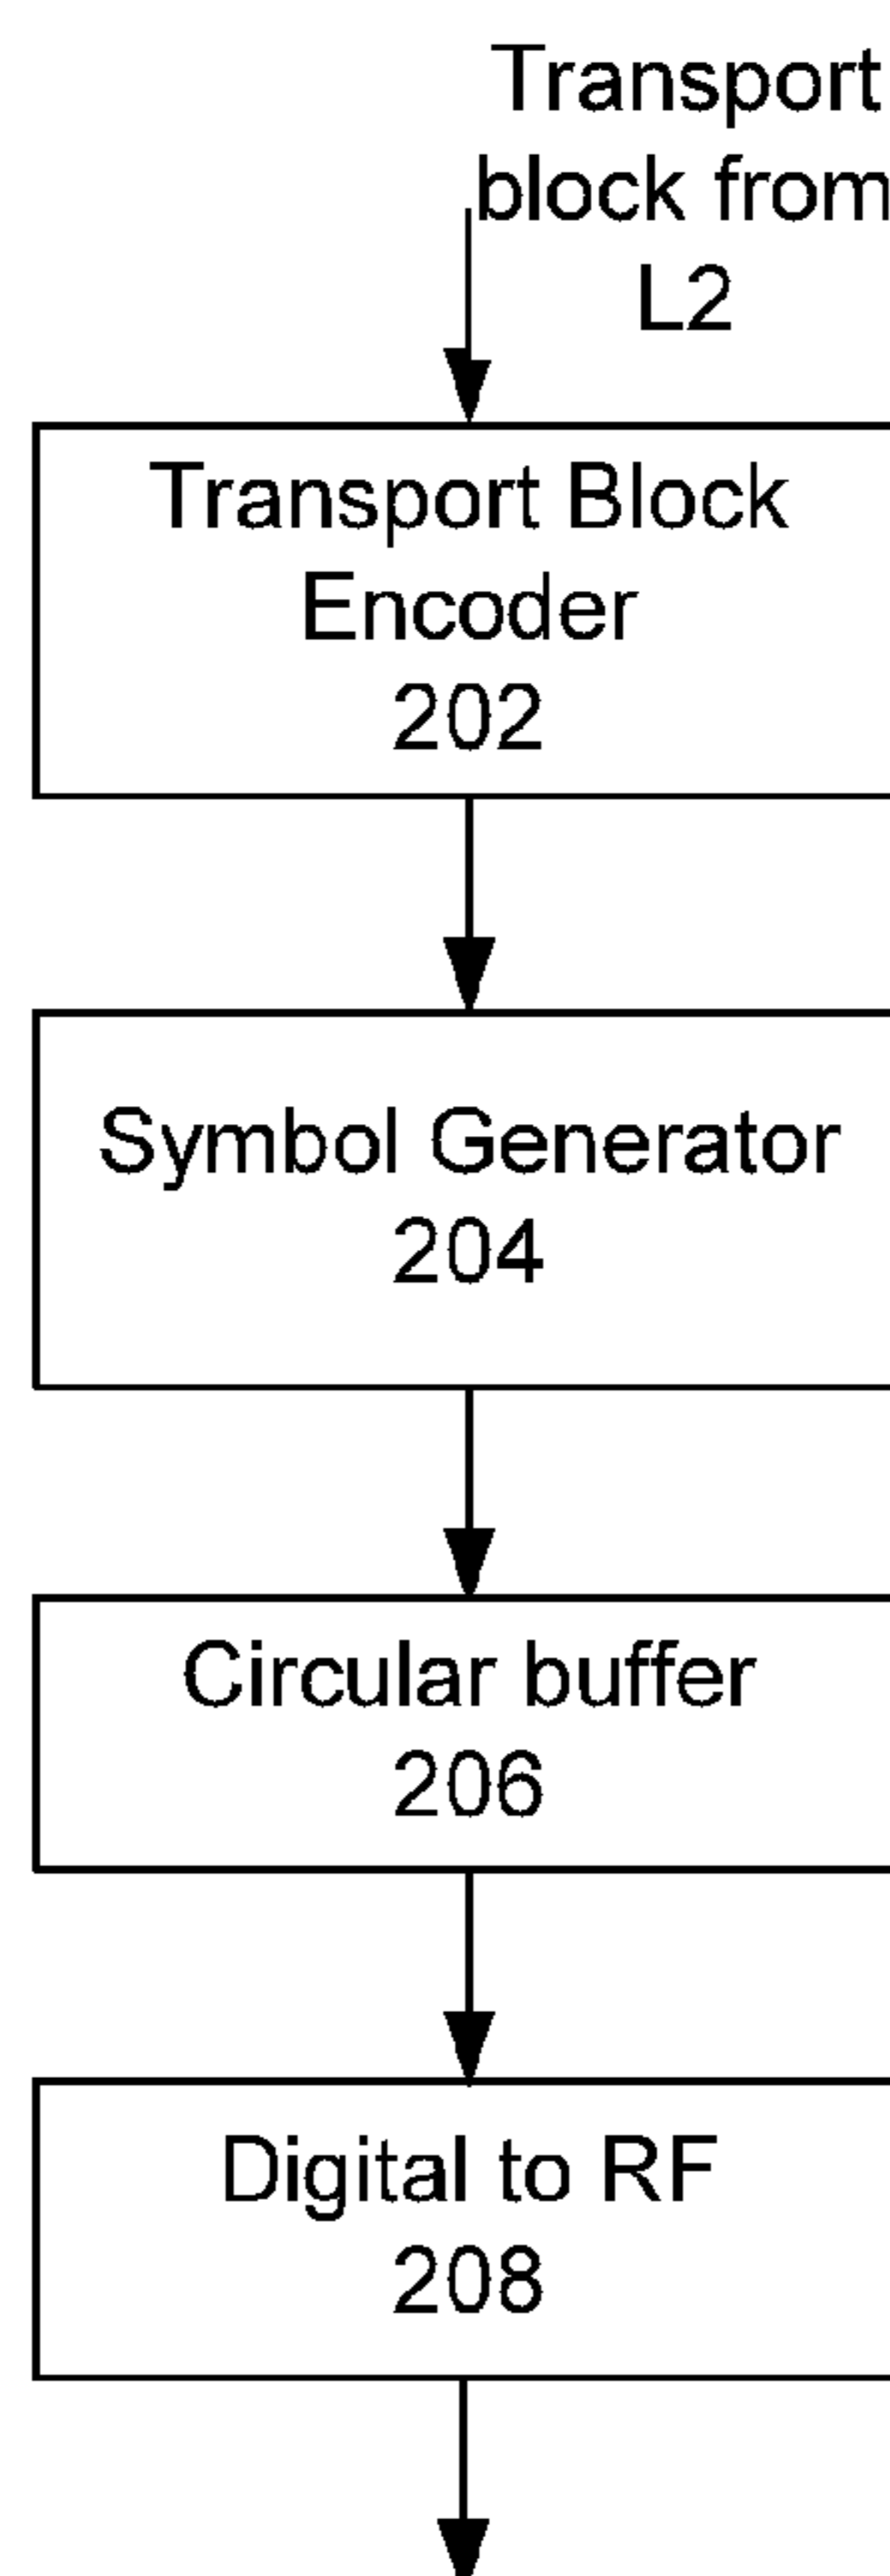 Transport
block from
L2
Transport Block
Encoder
202
Symbol Generator
204
Circular buffer
206
Digital to RF
208